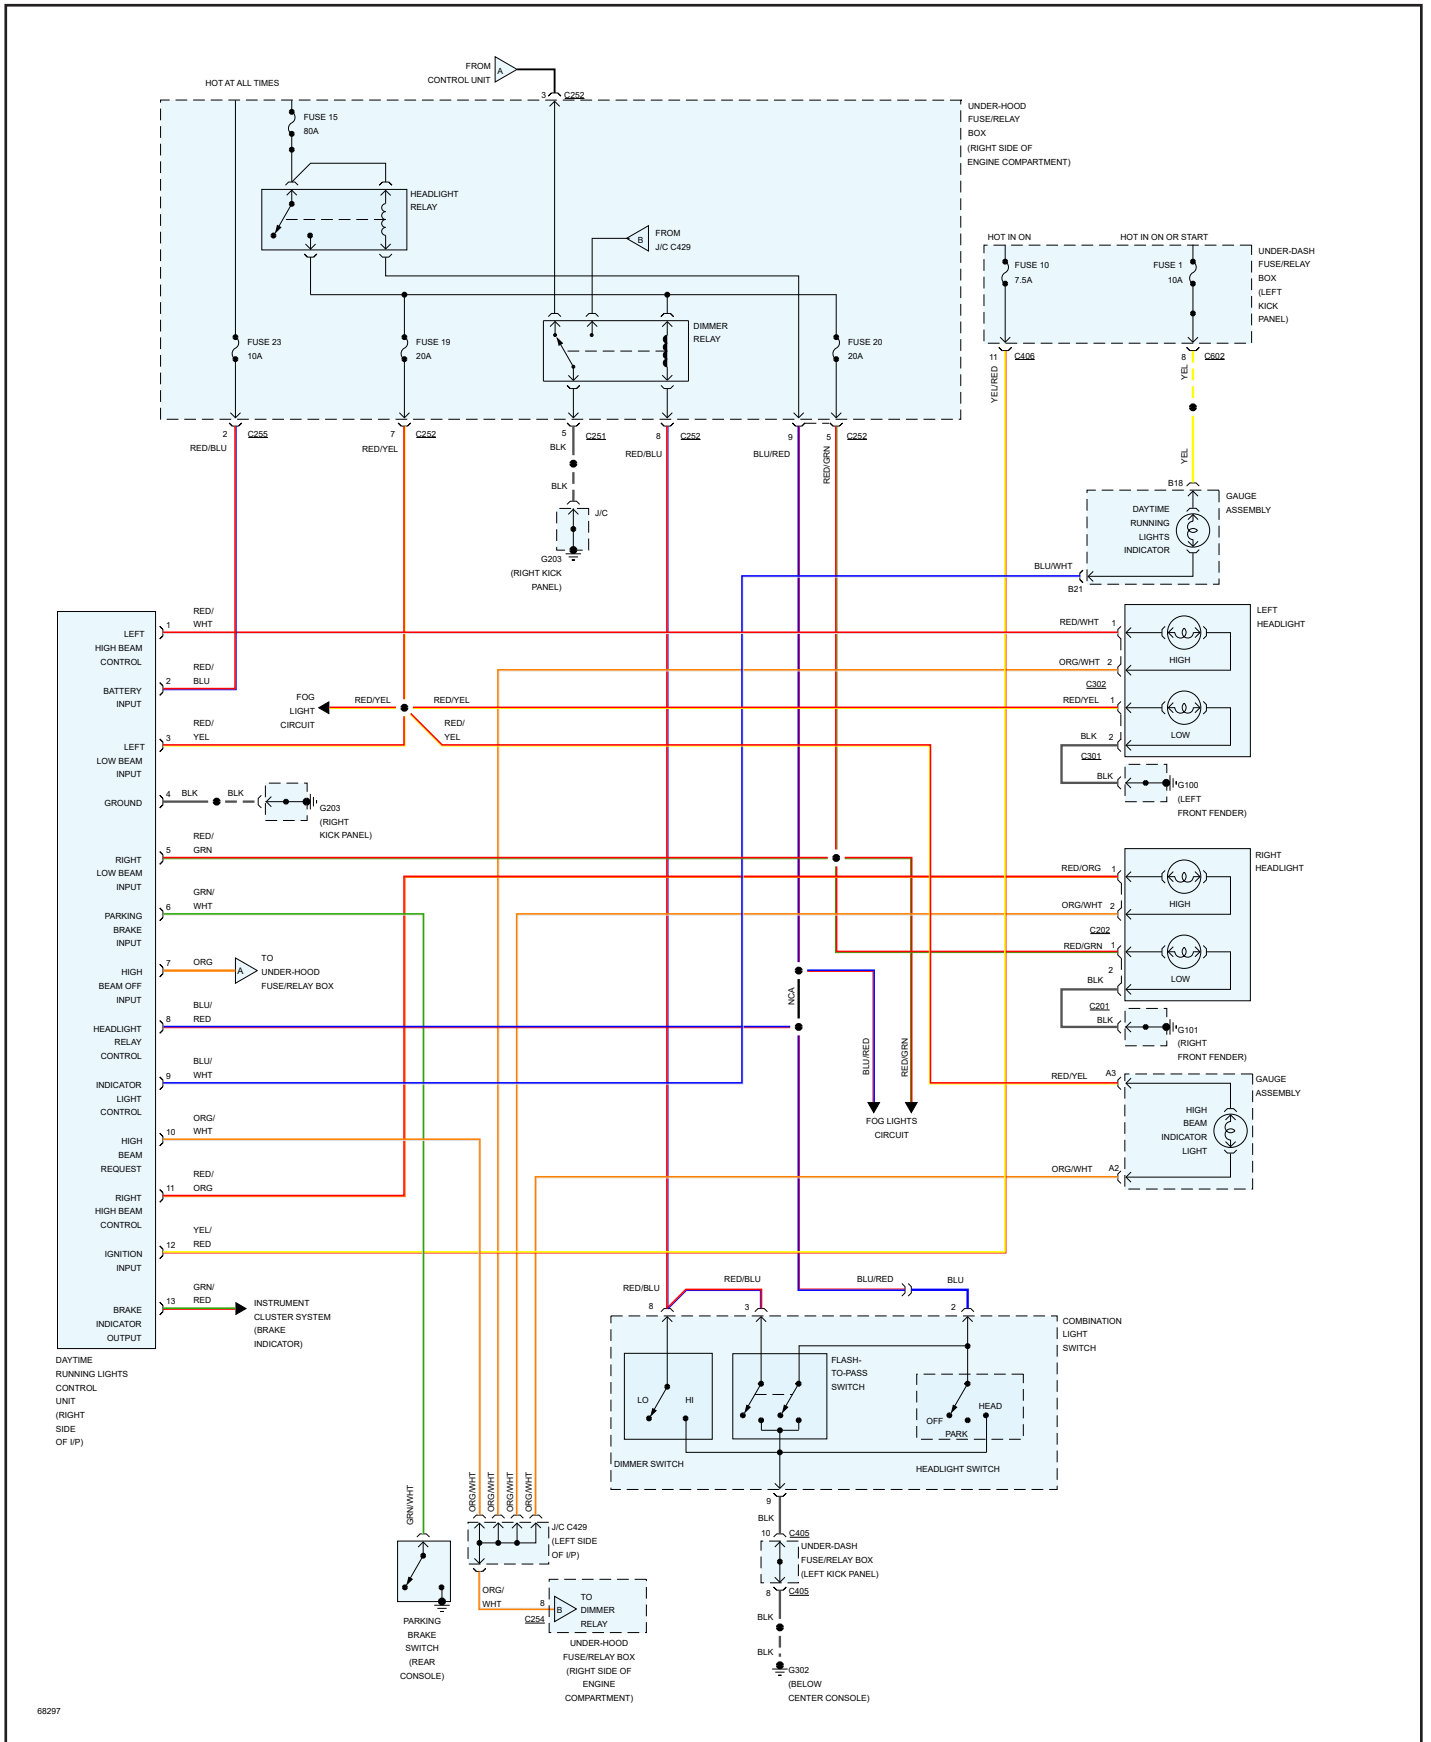 FROM
CONTROL UNIT
A
HOT AT ALL TIMES
3 C252
UNDER-HOOD
FUSE/RELAY
BOX
(RIGHT SIDE OF
ENGINE COMPARTMENT)
FUSE 15
80A
HEADLIGHT
RELAY
B
FROM
J/C C429
DIMMER
RELAY
FUSE 23
10A
FUSE 19
20A
FUSE 20
20A
HOT IN ON
HOT IN ON OR START
FUSE 10
7.5A
FUSE 1
10A
UNDER-DASH
FUSE/RELAY
BOX
(LEFT
KICK
PANEL)
11 C406
8 C602
YEL/RED
YEL
YEL
2 C255
7 C252
5 C251
8 C252
9
5 C252
RED/BLU
RED/YEL
BLK
RED/BLU
BLU/RED
RED/GRN
BLK
J/C
G203
(RIGHT KICK
PANEL)
B18
GAUGE
ASSEMBLY
DAYTIME
RUNNING
LIGHTS
INDICATOR
BLU/WHT
B21
LEFT
HIGH BEAM
CONTROL
1
RED/
WHT
BATTERY
INPUT
2
RED/
BLU
LEFT
LOW BEAM
INPUT
3
RED/
YEL
GROUND
4
BLK
BLK
G203
(RIGHT
KICK PANEL)
RIGHT
LOW BEAM
INPUT
5
RED/
GRN
PARKING
BRAKE
INPUT
6
GRN/
WHT
HIGH
BEAM OFF
INPUT
7
ORG
A
TO
UNDER-HOOD
FUSE/RELAY BOX
HEADLIGHT
RELAY
CONTROL
8
BLU/
RED
INDICATOR
LIGHT
CONTROL
9
BLU/
WHT
HIGH
BEAM
REQUEST
10
ORG/
WHT
RIGHT
HIGH BEAM
CONTROL
11
RED/
ORG
IGNITION
INPUT
12
YEL/
RED
BRAKE
INDICATOR
OUTPUT
13
GRN/
RED
INSTRUMENT
CLUSTER SYSTEM
(BRAKE
INDICATOR)
DAYTIME
RUNNING LIGHTS
CONTROL
UNIT
(RIGHT
SIDE
OF I/P)
FOG
LIGHT
CIRCUIT
RED/YEL
RED/YEL
RED/
YEL
RED/WHT 1
ORG/WHT 2
C302
RED/YEL 1
BLK 2
C301
BLK
LEFT
HEADLIGHT
HIGH
LOW
G100
(LEFT
FRONT FENDER)
RED/ORG 1
ORG/WHT 2
C202
RED/GRN 1
2
BLK
C201
BLK
RIGHT
HEADLIGHT
HIGH
LOW
G101
(RIGHT
FRONT FENDER)
NCA
BLU/RED
RED/GRN
FOG LIGHTS
CIRCUIT
RED/YEL A3
ORG/WHT A2
GAUGE
ASSEMBLY
HIGH
BEAM
INDICATOR
LIGHT
RED/BLU
RED/BLU
BLU/RED
BLU
8
3
2
COMBINATION
LIGHT
SWITCH
LO HI
DIMMER SWITCH
FLASH-
TO-PASS
SWITCH
OFF
PARK
HEAD
HEADLIGHT SWITCH
9
BLK
10 C405
UNDER-DASH
FUSE/RELAY BOX
(LEFT KICK PANEL)
8 C405
BLK
BLK
G302
(BELOW
CENTER CONSOLE)
GRN/WHT
ORG/WHT
ORG/WHT
ORG/WHT
ORG/WHT
J/C C429
(LEFT SIDE
OF I/P)
PARKING
BRAKE
SWITCH
(REAR
CONSOLE)
ORG/
WHT
8
C254
B
TO
DIMMER
RELAY
UNDER-HOOD
FUSE/RELAY BOX
(RIGHT SIDE OF
ENGINE
COMPARTMENT)
68297